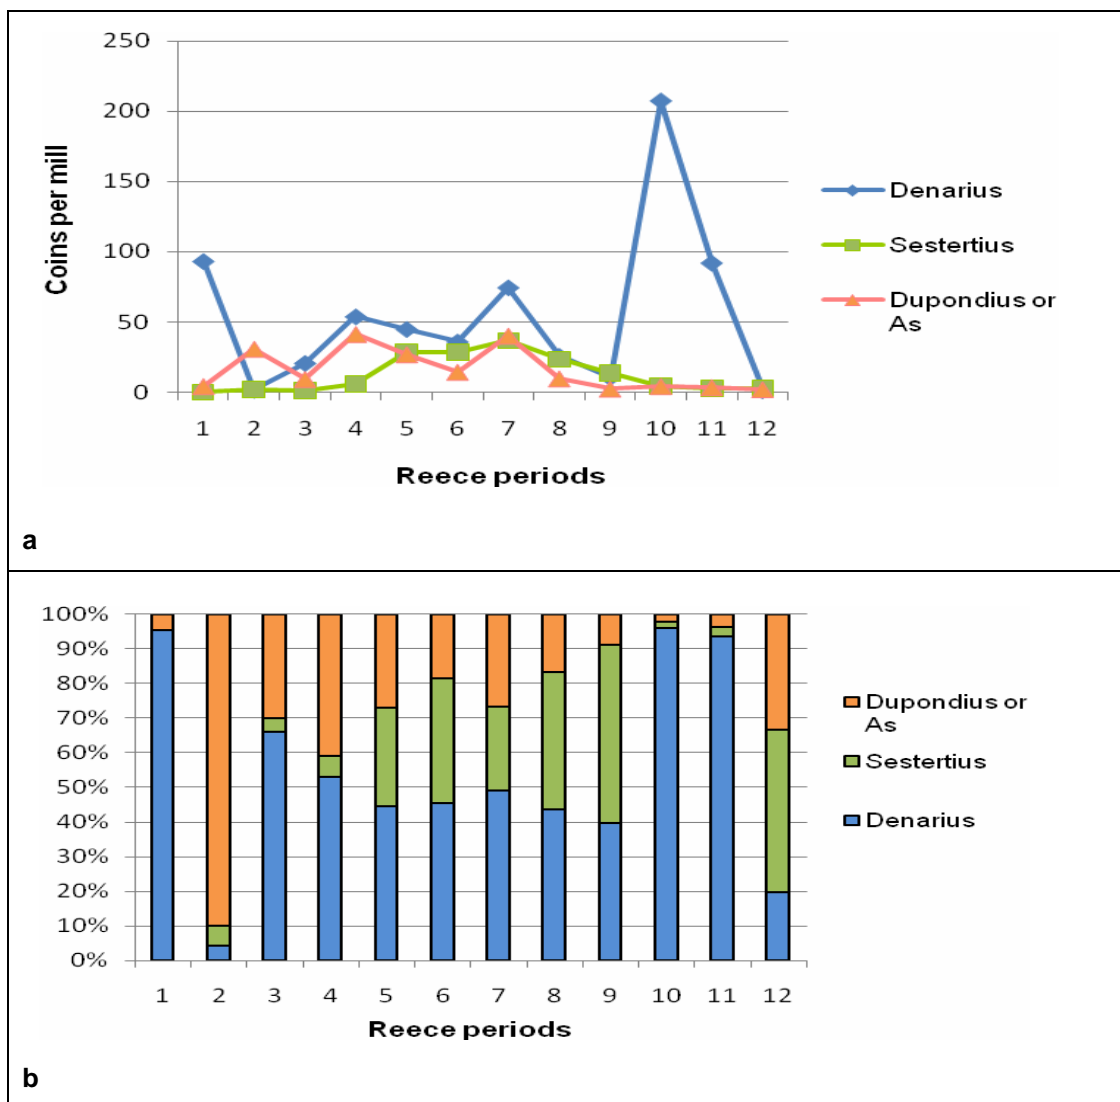 250
200
150
100
50
0
Coins per mill
1 2 3 4 5 6 7 8 9 10 11 12
Reece periods
Denarius
Sestertius
Dupondius or
As
a
100%
90%
80%
70%
60%
50%
40%
30%
20%
10%
0%
1 2 3 4 5 6 7 8 9 10 11 12
Reece periods
Dupondius or
As
Sestertius
Denarius
b